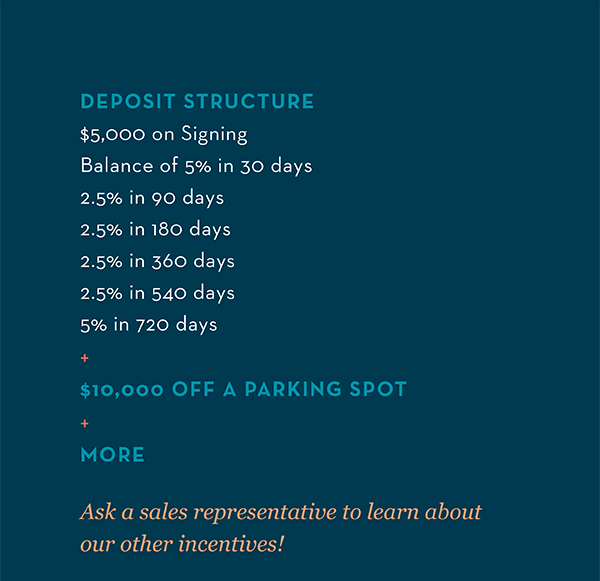 DEPOSIT STRUCTURE
$5,000 on Signing
Balance of 5% in 30 days
2.5% in 90 days
2.5% in 180 days
2.5% in 360 days
2.5% in 540 days
5% in 720 days
+
$10,000 OFF A PARKING SPOT
+
MORE
Ask a sales representative to learn about
our other incentives!